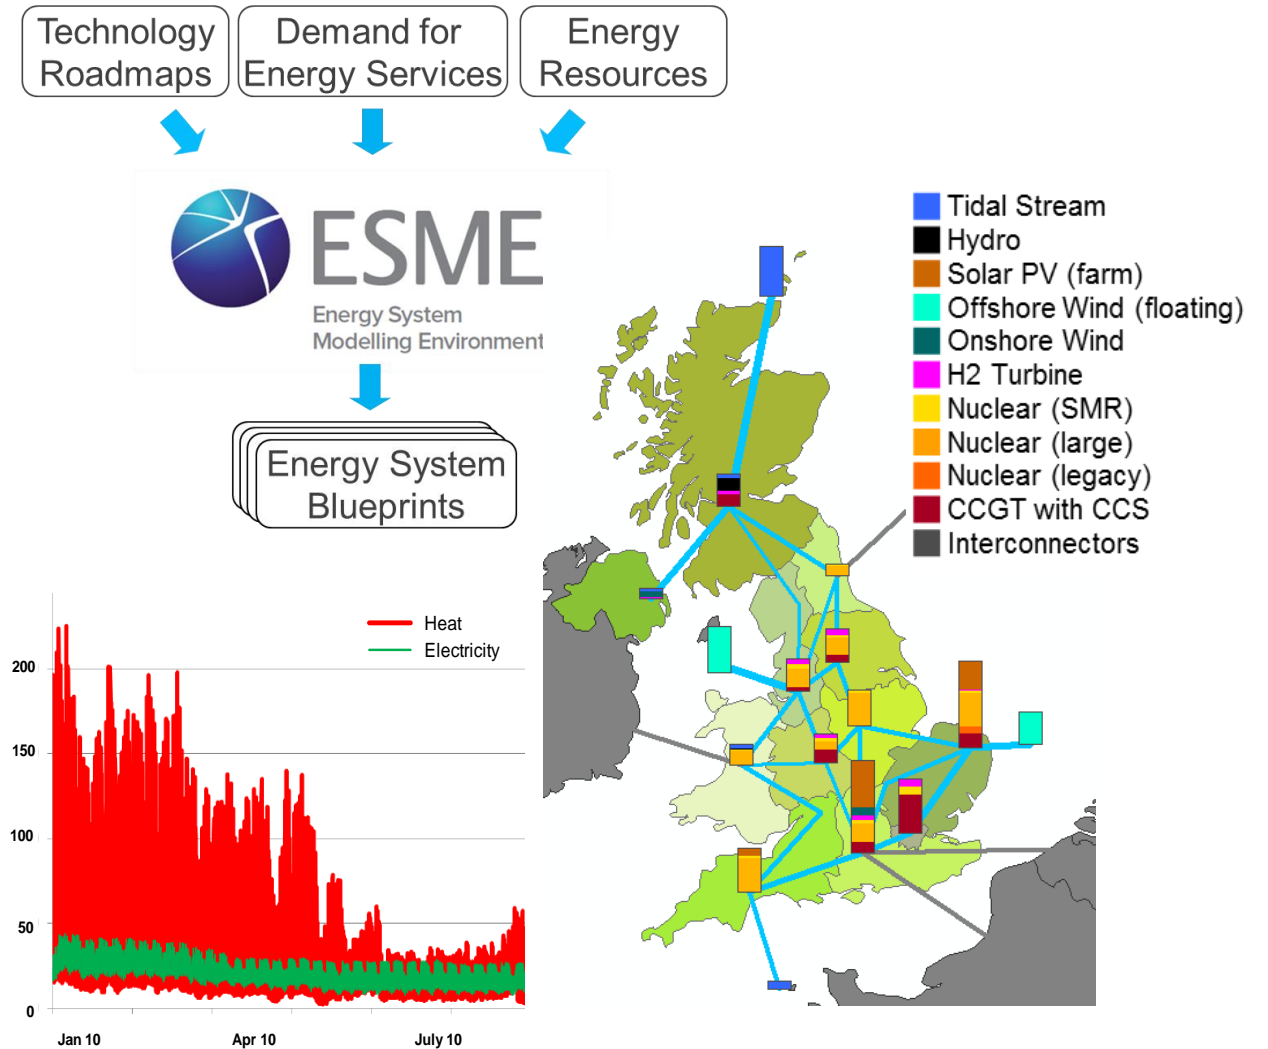 Technology
Roadmaps
Demand for
Energy Services
Energy
Resources
ESME
Energy System
Modelling Environment
Energy System
Blueprints
Tidal Stream
Hydro
Solar PV (farm)
Offshore Wind (floating)
Onshore Wind
H2 Turbine
Nuclear (SMR)
Nuclear (large)
Nuclear (legacy)
CCGT with CCS
Interconnectors
Heat
Electricity
200
150
100
50
0
Jan 10
Apr 10
July 10